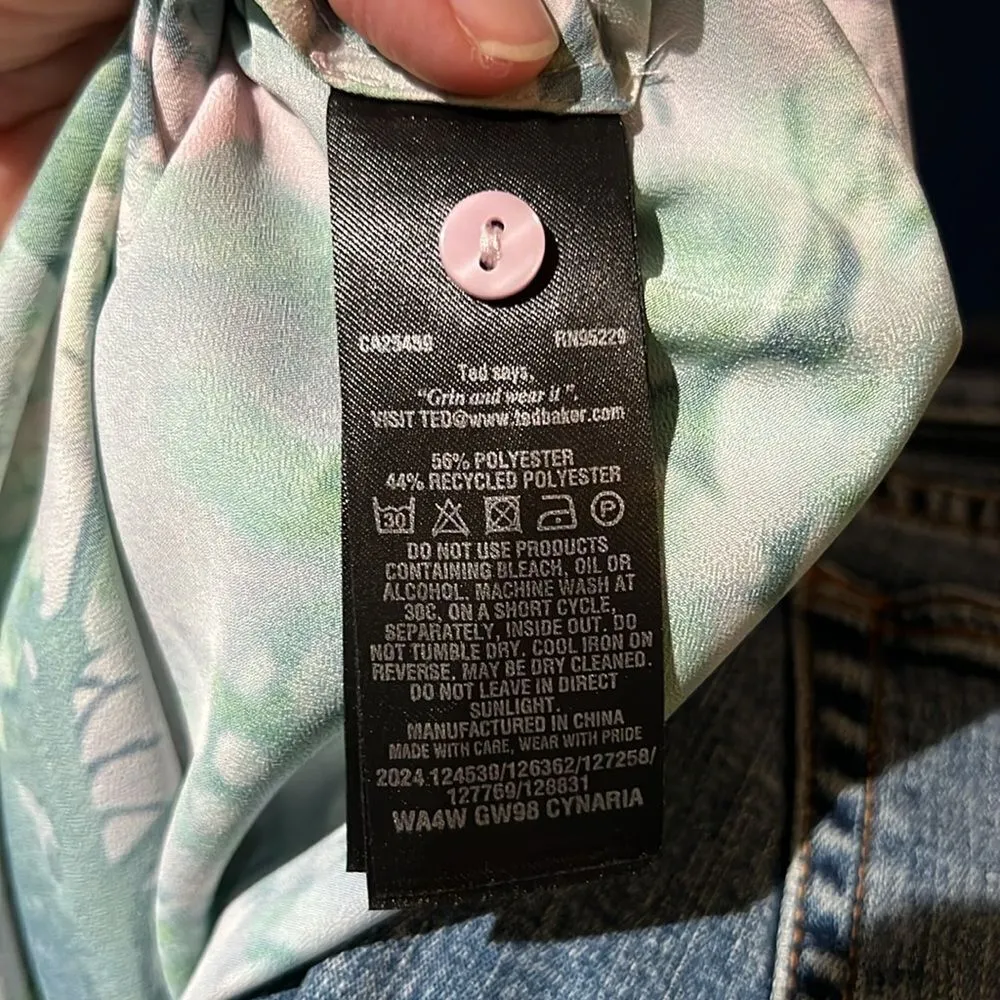 CA25459 RN95229
Ted says,
"Grin and wear it".
VISIT TED@www.tedbaker.com
56% POLYESTER
44% RECYCLED POLYESTER
30 P
DO NOT USE PRODUCTS
CONTAINING BLEACH, OIL OR
ALCOHOL. MACHINE WASH AT
30C, ON A SHORT CYCLE,
SEPARATELY, INSIDE OUT. DO
NOT TUMBLE DRY. COOL IRON ON
REVERSE. MAY BE DRY CLEANED.
DO NOT LEAVE IN DIRECT
SUNLIGHT.
MANUFACTURED IN CHINA
MADE WITH CARE, WEAR WITH PRIDE
2024 124530/126362/127258/
127769/128831
WA4W GW98 CYNARIA